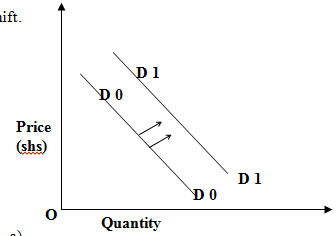 ift.
D 1
D 0
Price
(shs)
D 1
D 0
O
Quantity